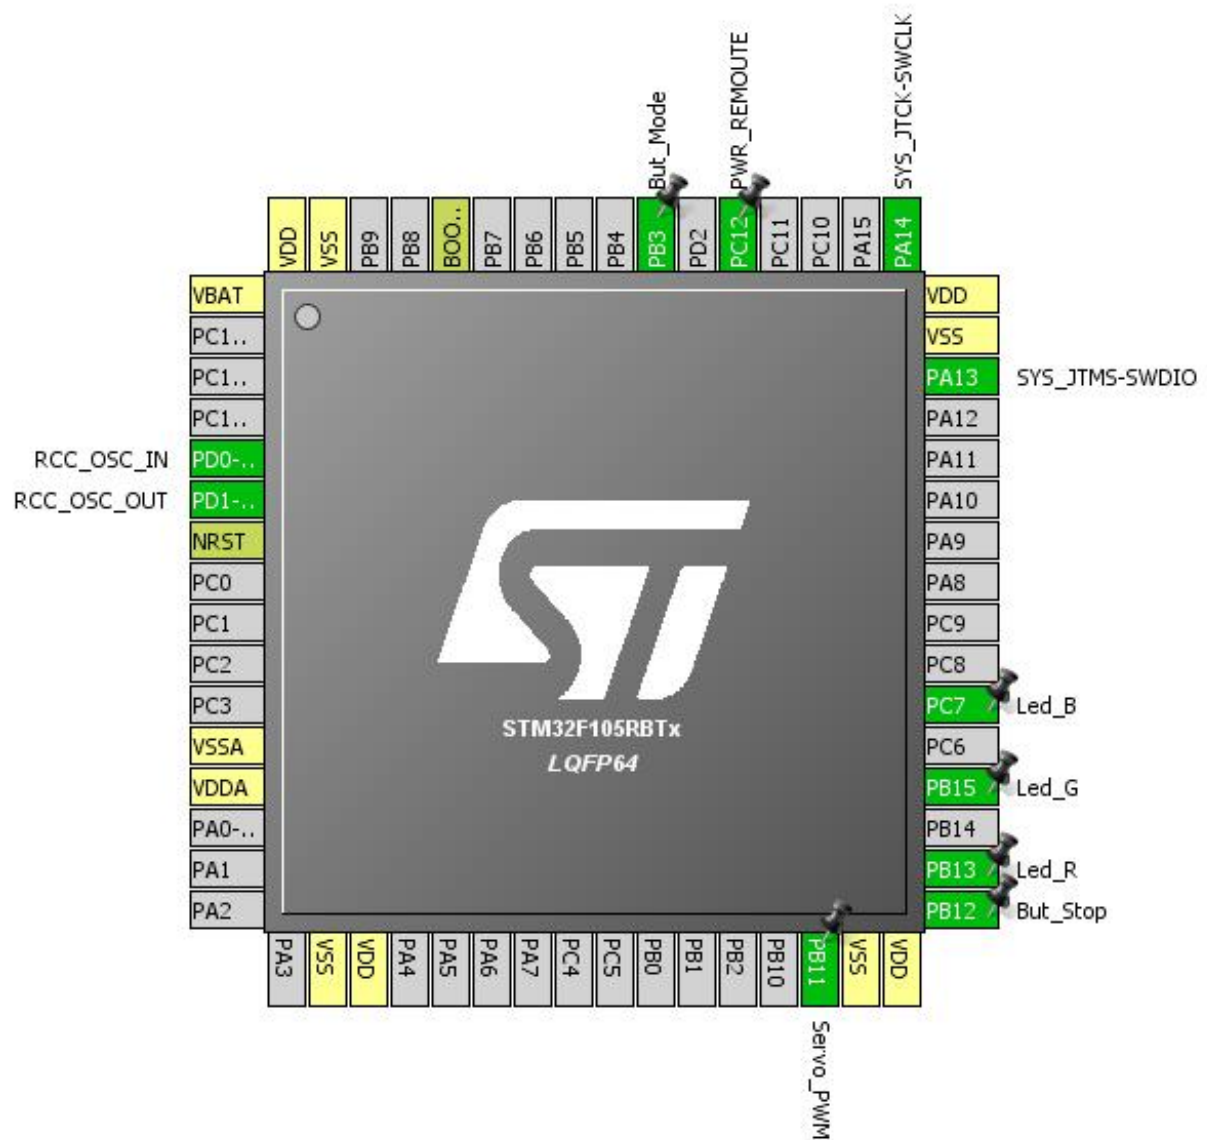 But_Mode
PWR_REMOUTE
SYS_JTCK-SWCLK
VDD
VSS
PB9
PB8
BOO..
PB7
PB6
PB5
PB4
PB3
PD2
PC12
PC11
PC10
PA15
PA14
VBAT
PC1..
PC1..
PC1..
RCC_OSC_IN PD0-..
RCC_OSC_OUT PD1-..
NRST
PC0
PC1
PC2
PC3
VSSA
VDDA
PA0-..
PA1
PA2
STM32F105RBTx
LQFP64
VDD
VSS
PA13 SYS_JTMS-SWDIO
PA12
PA11
PA10
PA9
PA8
PC9
PC8
PC7 Led_B
PC6
PB15 Led_G
PB14
PB13 Led_R
PB12 But_Stop
PA3
VSS
VDD
PA4
PA5
PA6
PA7
PC4
PC5
PB0
PB1
PB2
PB10
PB11
VSS
VDD
Servo_PWM